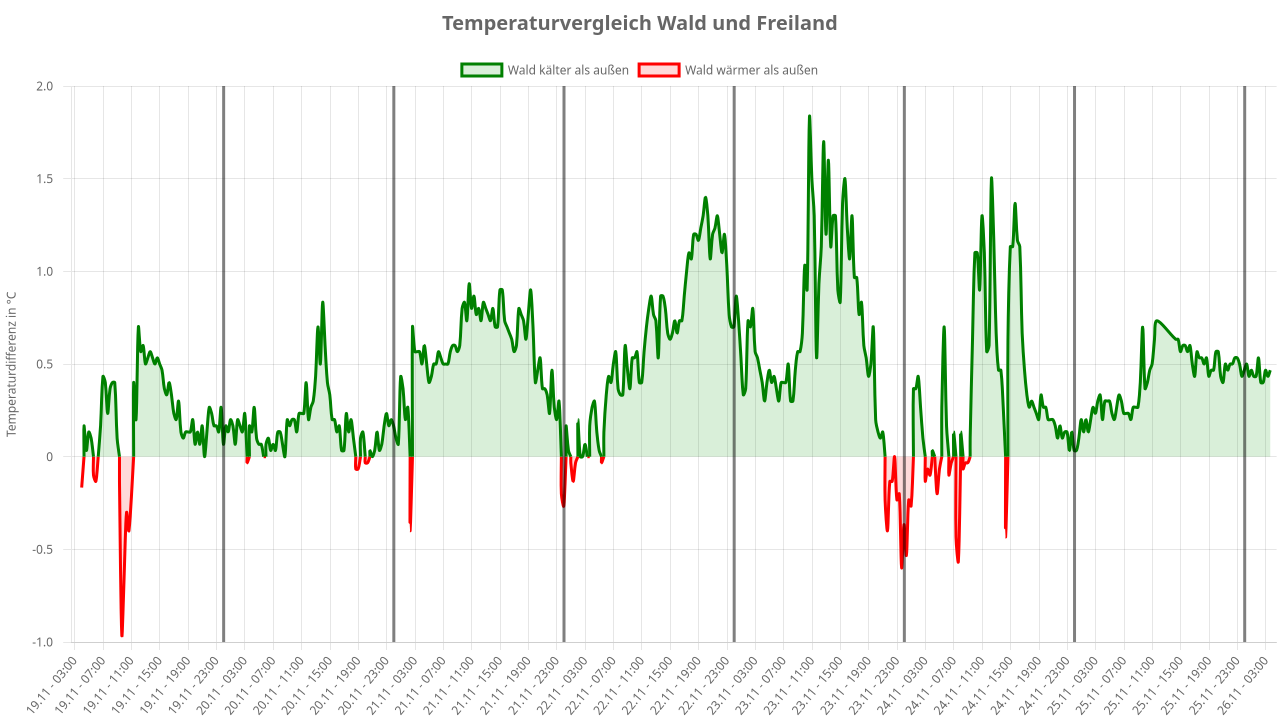 Temperaturvergleich Wald und Freiland
Wald kälter als außen
Wald wärmer als außen
Temperaturdifferenz in °C
2.0
1.5
1.0
0.5
0
-0.5
-1.0
19.11 - 03:00
19.11 - 07:00
19.11 - 11:00
19.11 - 15:00
19.11 - 19:00
19.11 - 23:00
20.11 - 03:00
20.11 - 07:00
20.11 - 11:00
20.11 - 15:00
20.11 - 19:00
20.11 - 23:00
21.11 - 03:00
21.11 - 07:00
21.11 - 11:00
21.11 - 15:00
21.11 - 19:00
21.11 - 23:00
22.11 - 03:00
22.11 - 07:00
22.11 - 11:00
22.11 - 15:00
22.11 - 19:00
22.11 - 23:00
23.11 - 03:00
23.11 - 07:00
23.11 - 11:00
23.11 - 15:00
23.11 - 19:00
23.11 - 23:00
24.11 - 03:00
24.11 - 07:00
24.11 - 11:00
24.11 - 15:00
24.11 - 19:00
24.11 - 23:00
25.11 - 03:00
25.11 - 07:00
25.11 - 11:00
25.11 - 15:00
25.11 - 19:00
25.11 - 23:00
26.11 - 03:00